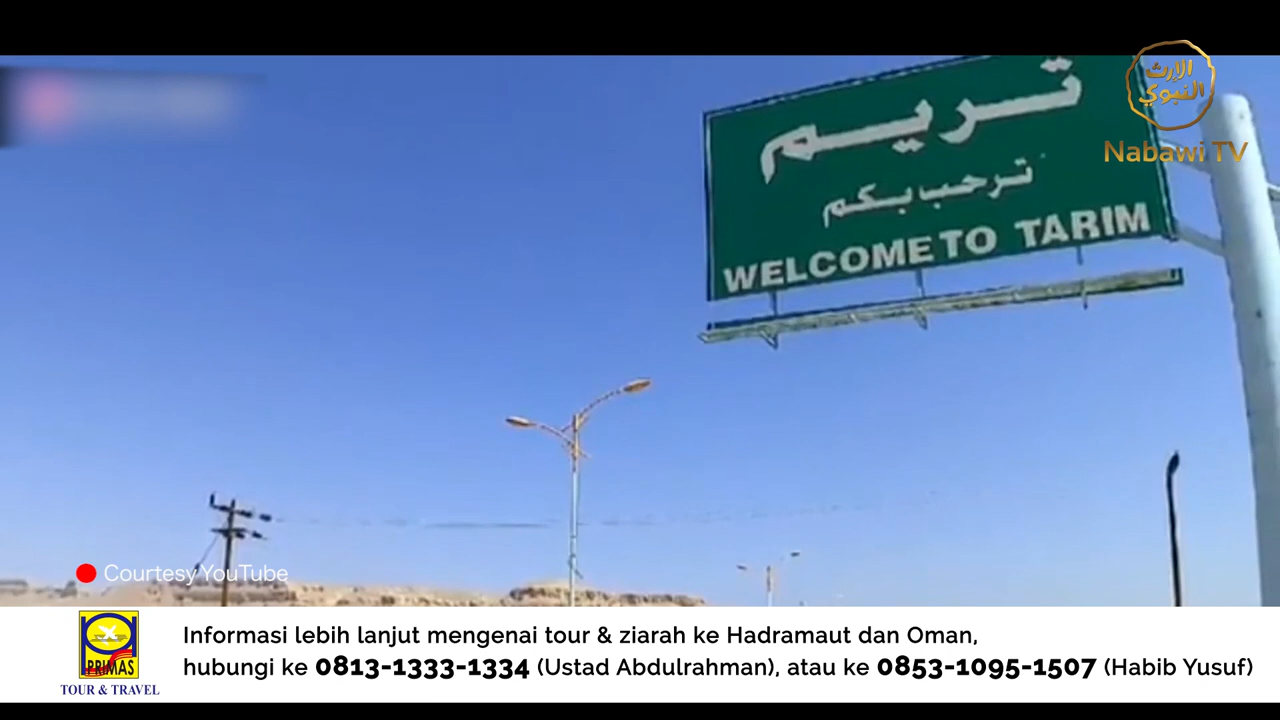 تريم
ترحب بكم
WELCOME TO TARIM
الإرث
النبوي
Nabawi TV
Courtesy YouTube
PRIMAS
TOUR & TRAVEL
Informasi lebih lanjut mengenai tour & ziarah ke Hadramaut dan Oman,
hubungi ke 0813-1333-1334 (Ustad Abdulrahman), atau ke 0853-1095-1507 (Habib Yusuf)